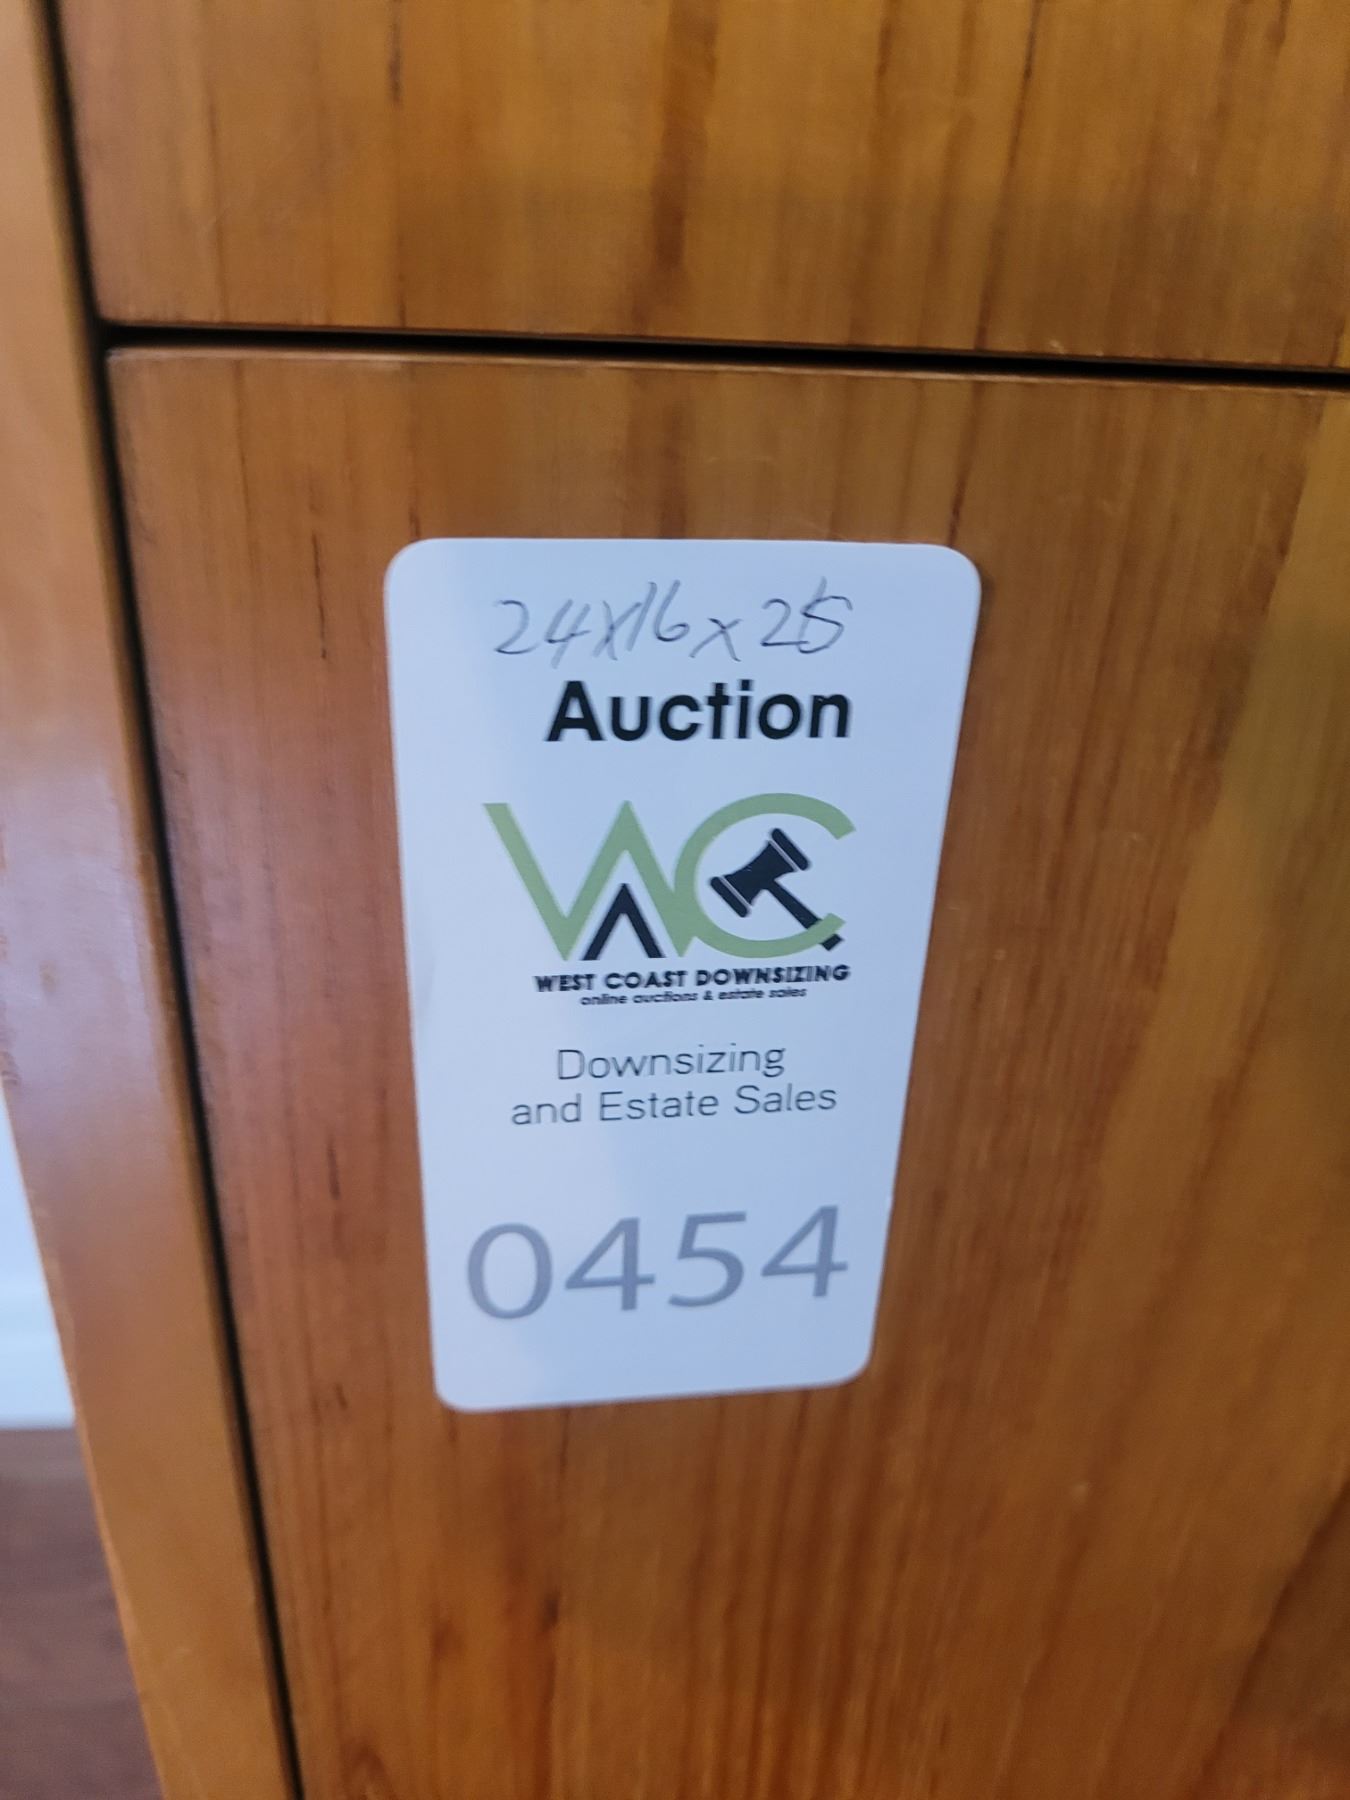 24x16x25
Auction
WC
WEST COAST DOWNSIZING
online auctions & estate sales
Downsizing
and Estate Sales
0454